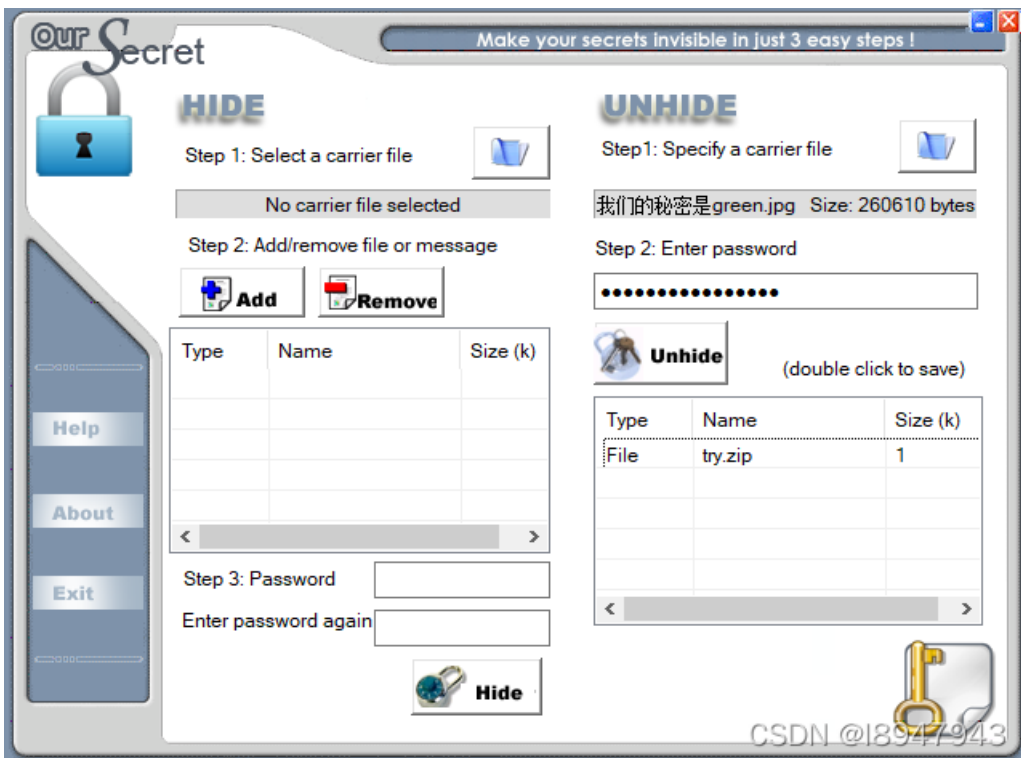 Our Secret
Make your secrets invisible in just 3 easy steps !
HIDE
Step 1: Select a carrier file
No carrier file selected
Step 2: Add/remove file or message
Add
Remove
Type Name Size (k)
Step 3: Password
Enter password again
Hide
UNHIDE
Step1: Specify a carrier file
我们的秘密是green.jpg Size: 260610 bytes
Step 2: Enter password
••••••••••••••••
Unhide
(double click to save)
Type Name Size (k)
File try.zip 1
Help
About
Exit
CSDN @l8947943